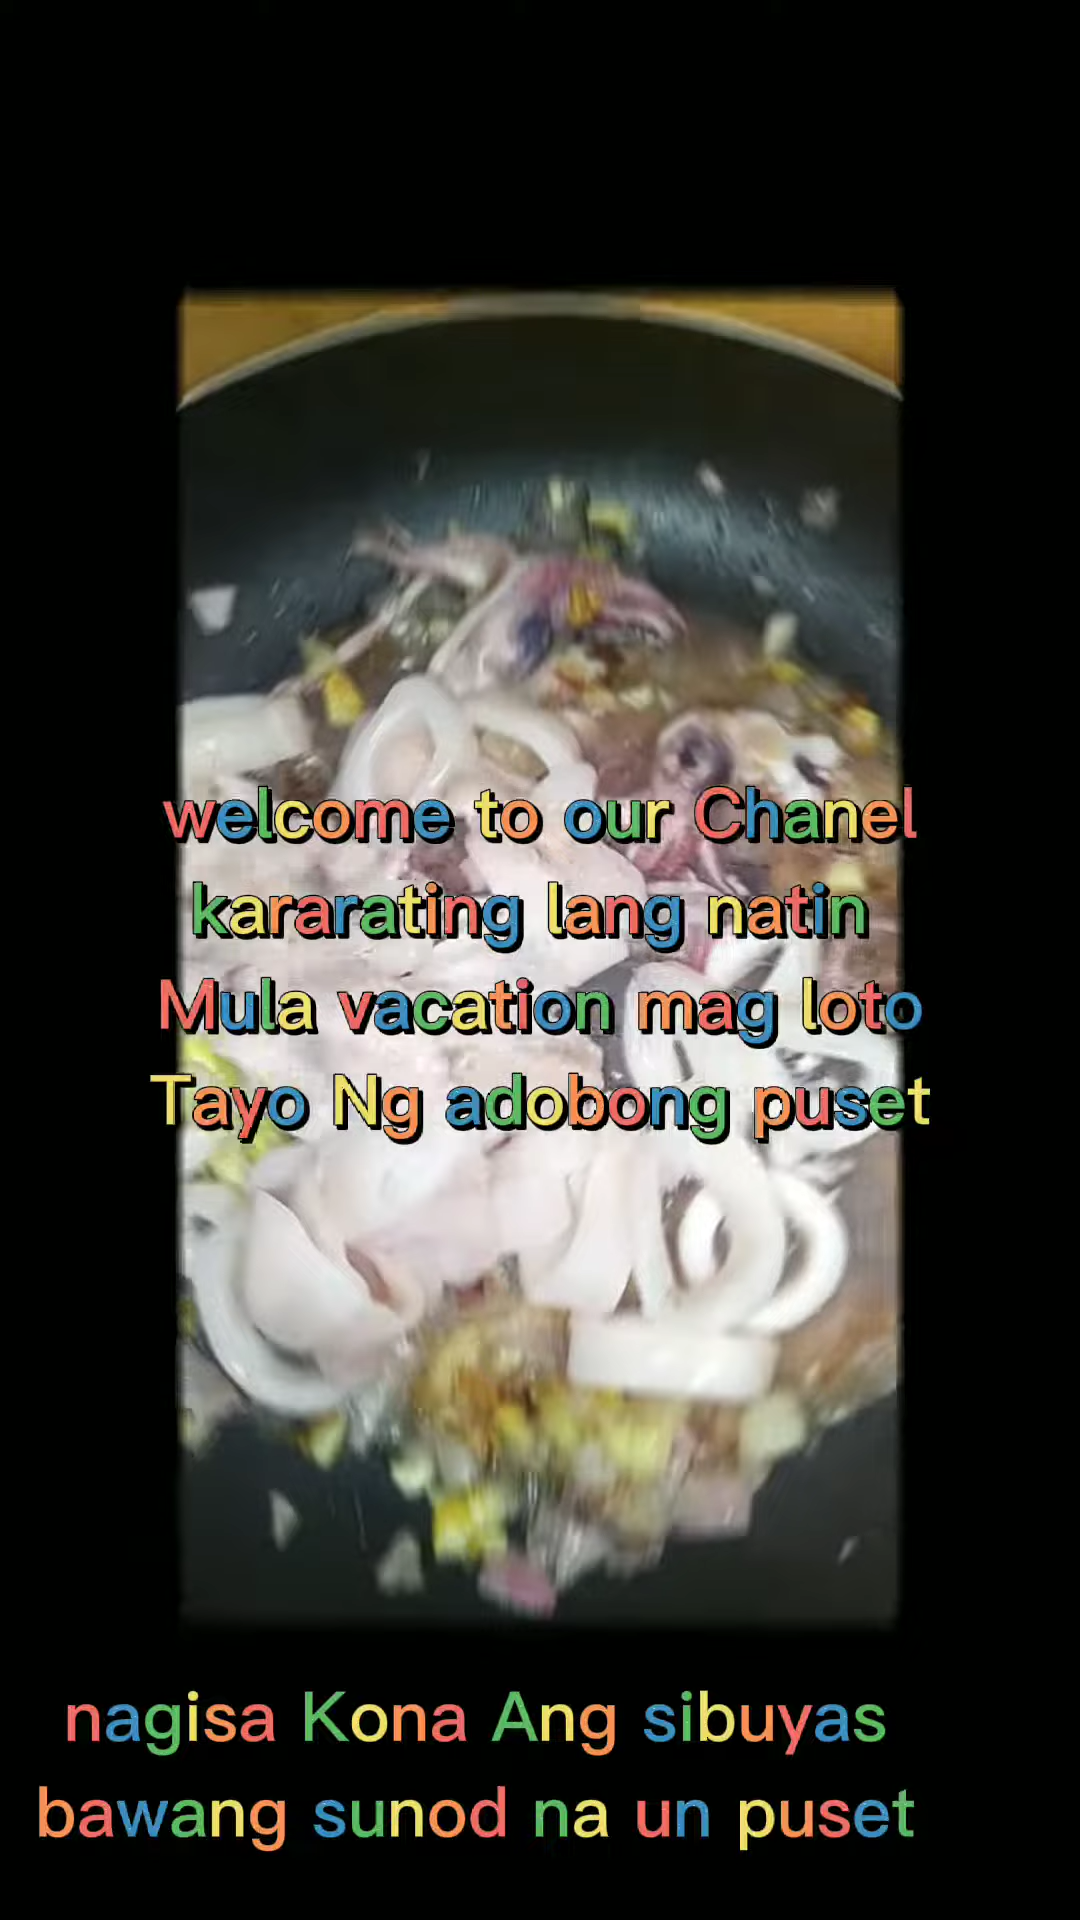 welcome to our Chanel
kararating lang natin
Mula vacation mag loto
Tayo Ng adobong puset
nagisa Kona Ang sibuyas
bawang sunod na un puset